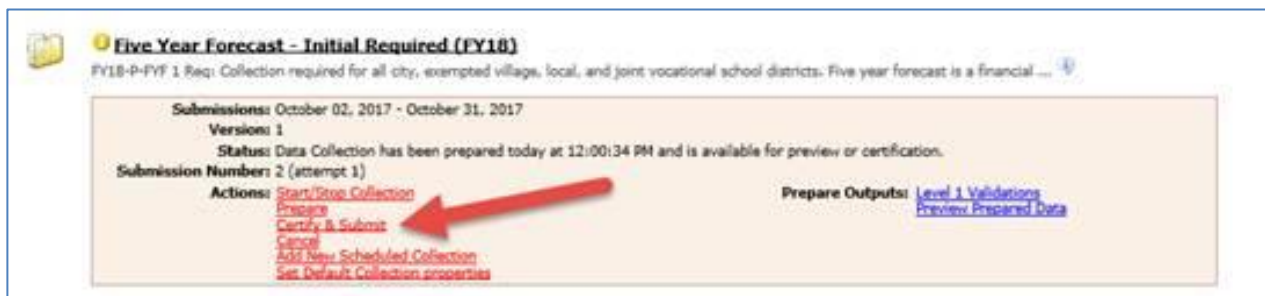 Five Year Forecast - Initial Required (FY18)
FY18-P-FYF 1 Req: Collection required for all city, exempted village, local, and joint vocational school districts. Five year forecast is a financial ...
Submissions: October 02, 2017 - October 31, 2017
Version: 1
Status: Data Collection has been prepared today at 12:00:34 PM and is available for preview or certification.
Submission Number: 2 (attempt 1)
Actions: Start/Stop Collection Prepare Outputs: Level 1 Validations
Prepare Preview Prepared Data
Certify & Submit
Cancel
Add New Scheduled Collection
Set Default Collection properties